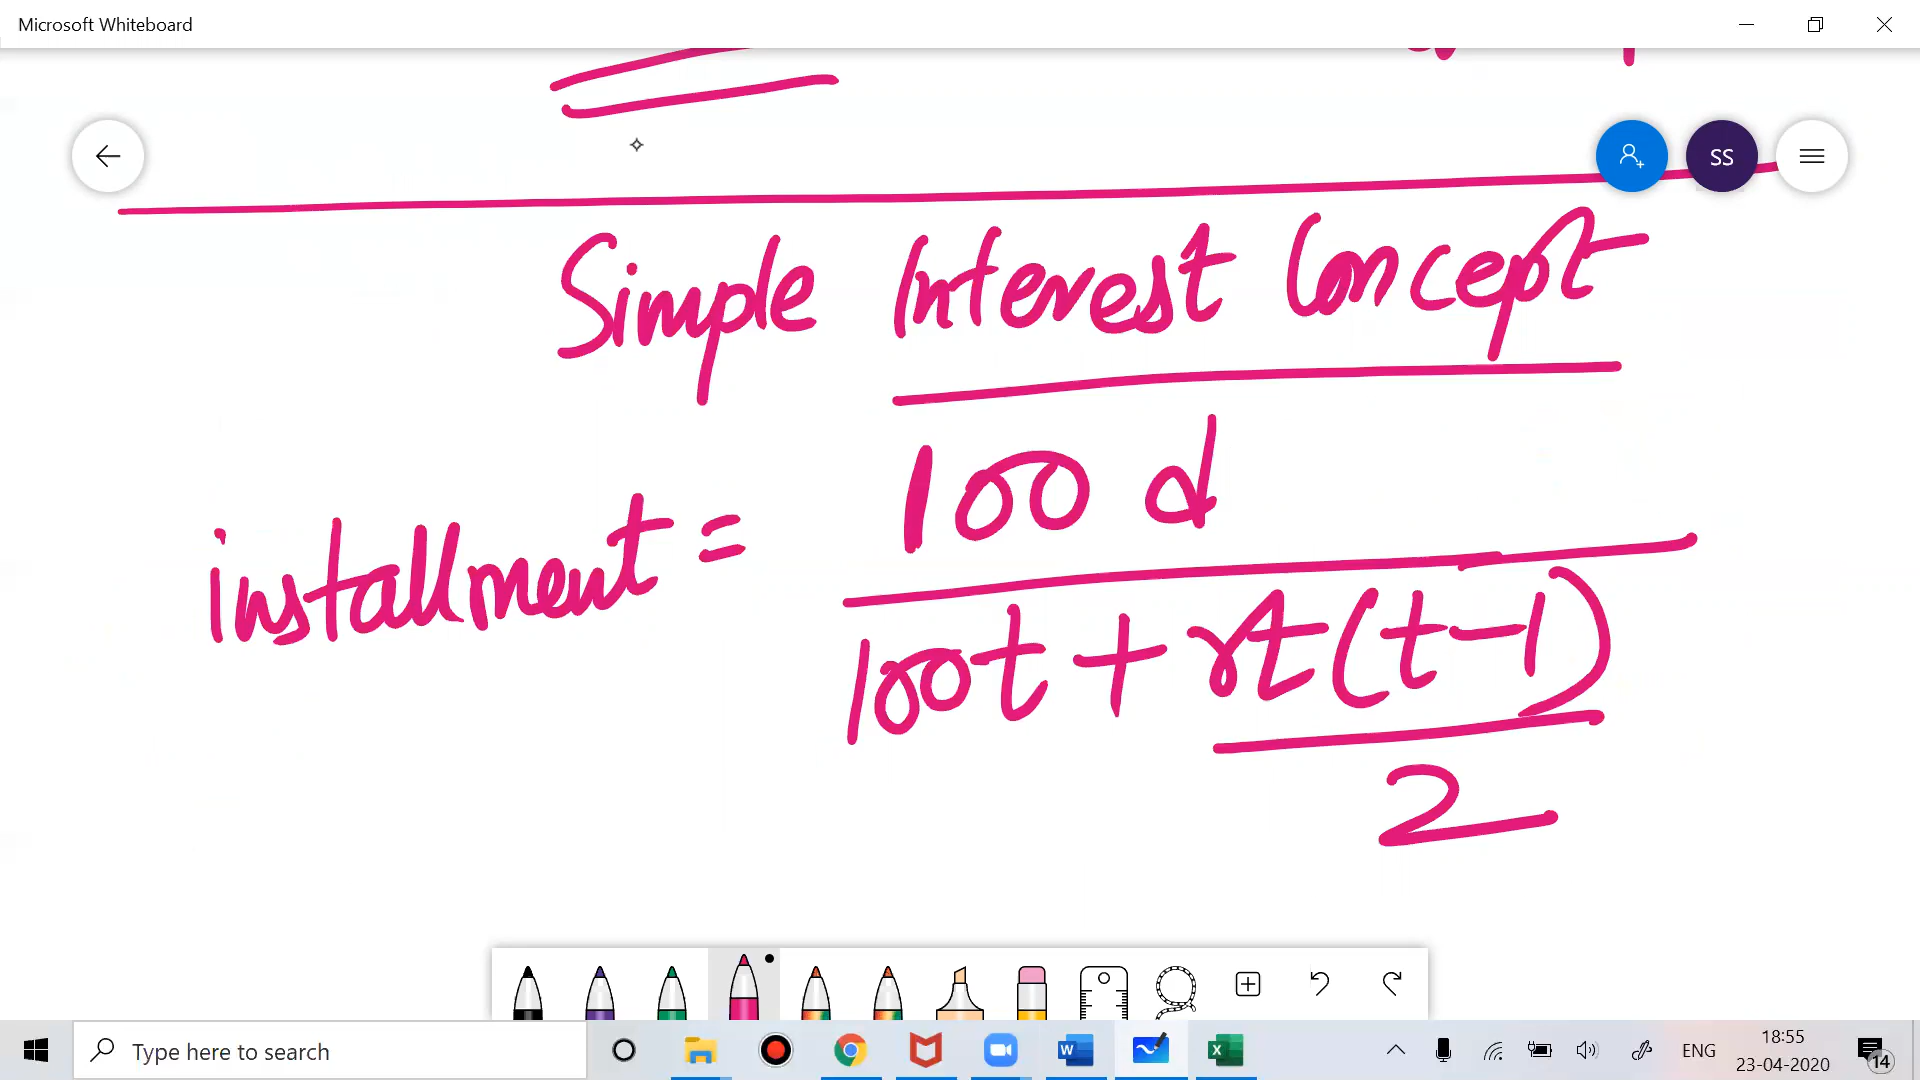 Microsoft Whiteboard
SS
Simple Interest Concept
installment = 100 d
100t + rt(t-1)
2
Type here to search
W
X
ENG
18:55
23-04-2020
14